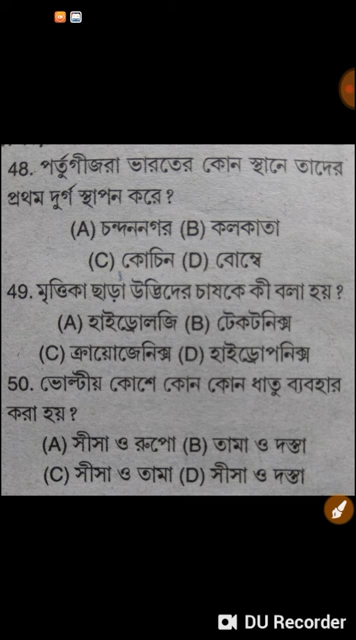 48. পর্তুগীজরা ভারতের কোন স্থানে তাদের
প্রথম দুর্গ স্থাপন করে ?
(A) চন্দননগর (B) কলকাতা
(C) কোচিন (D) বোম্বে
49. মৃত্তিকা ছাড়া উদ্ভিদের চাষকে কী বলা হয় ?
(A) হাইড্রোলজি (B) টেকটনিক্স
(C) ক্রায়োজেনিক্স (D) হাইড্রোপনিক্স
50. ভোল্টীয় কোশে কোন কোন ধাতু ব্যবহার
করা হয় ?
(A) সীসা ও রুপো (B) তামা ও দস্তা
(C) সীসা ও তামা (D) সীসা ও দস্তা
DU Recorder